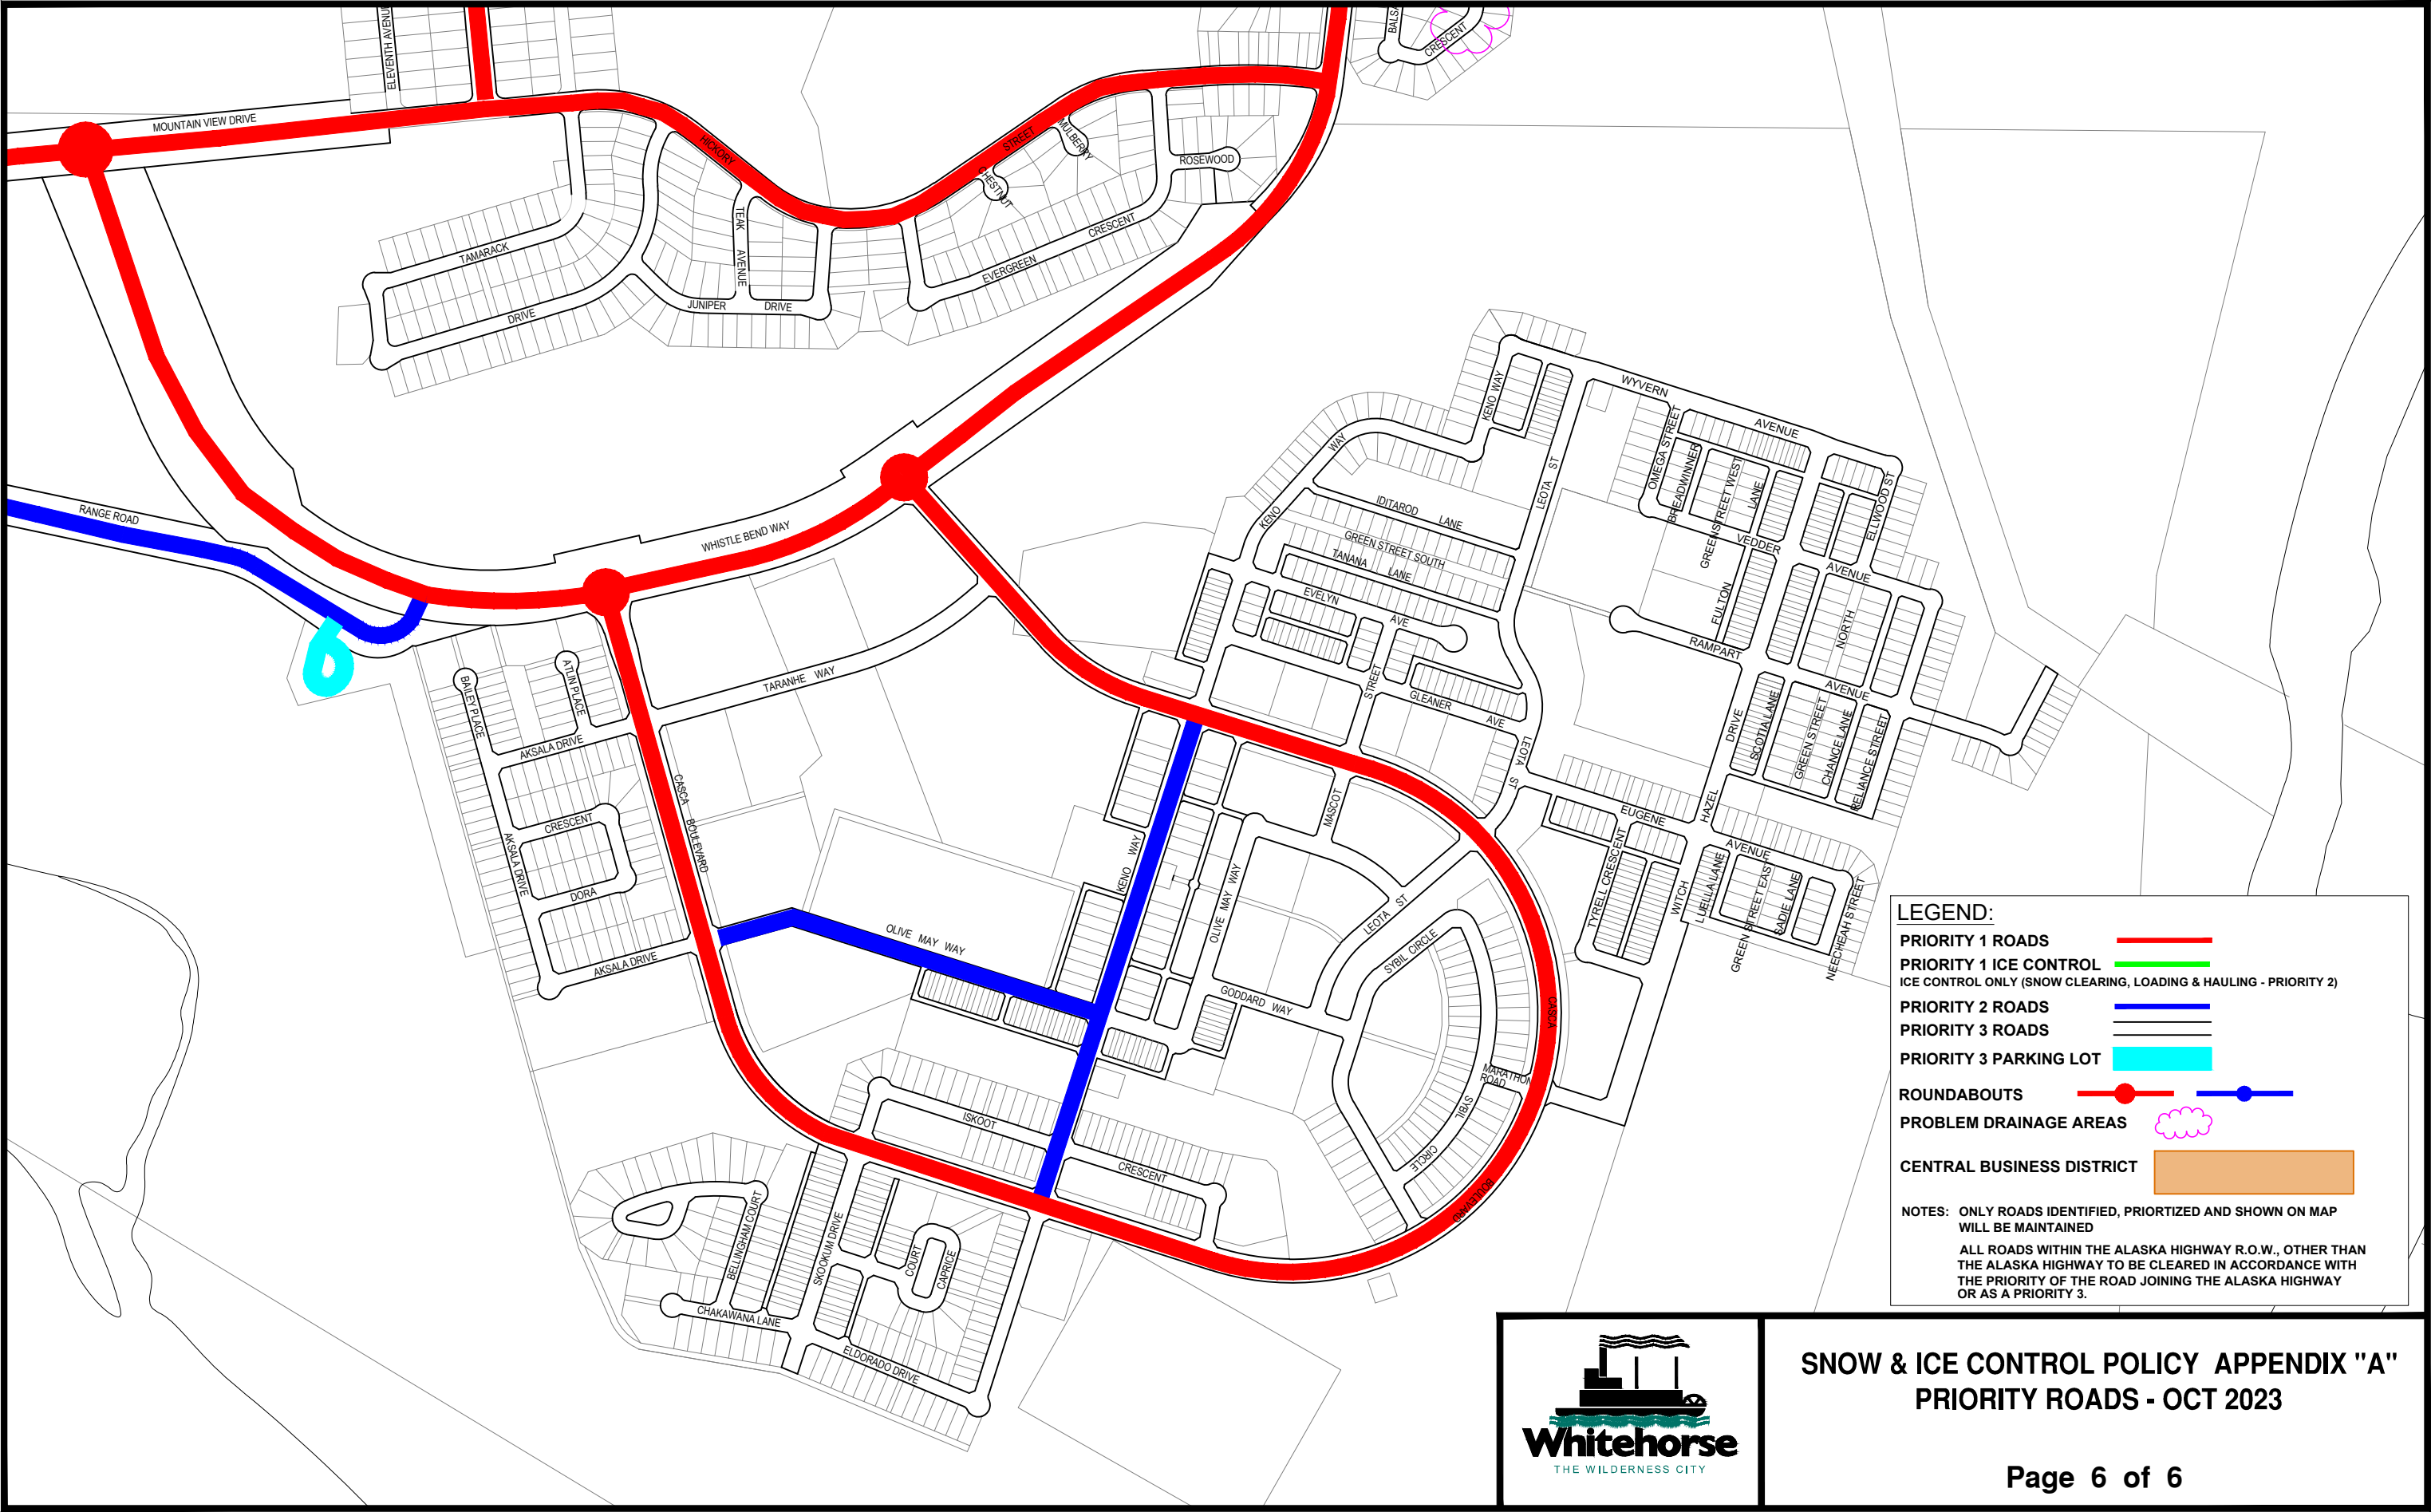 ELEVENTH AVENUE
BALSA
CRESCENT
MOUNTAIN VIEW DRIVE
HICKORY
STREET
MULBERRY
CHESTNUT
ROSEWOOD
TEAK
AVENUE
TAMARACK
DRIVE
JUNIPER DRIVE
EVERGREEN
CRESCENT
RANGE ROAD
WHISTLE BEND WAY
WYVERN
AVENUE
KENO WAY
WAY
KENO
LEOTA ST
OMEGA STREET
BREADWINNER
GREENSTREET WEST
LANE
ELLWOOD ST
IDITAROD LANE
GREEN STREET SOUTH
TANANA LANE
VEDDER
AVENUE
EVELYN
AVE
FULTON
NORTH
RAMPART
AVENUE
STREET
GLEANER
AVE
TARANHE WAY
BAILEY PLACE
ATLIN PLACE
AKSALA DRIVE
CASCA BOULEVARD
CRESCENT
AKSALA DRIVE
DORA
AKSALA DRIVE
LEOTA ST
DRIVE
SCOTIA LANE
GREEN STREET
CHANCE LANE
RELIANCE STREET
HAZEL
EUGENE
AVENUE
MASCOT
KENO WAY
OLIVE MAY WAY
OLIVE MAY WAY
LEOTA ST
SYBIL CIRCLE
TYRELL CRESCENT
WITCH
LUELLA LANE
GREEN STREET EAST
SADIE LANE
NEECHEAH STREET
GODDARD WAY
CASCA
MARATHON
ROAD
SYBIL
CIRCLE
BOULEVARD
ISKOOT
CRESCENT
BELLINGHAM COURT
SKOOKUM DRIVE
COURT
CAPRICE
CHAKAWANA LANE
ELDORADO DRIVE
LEGEND:
PRIORITY 1 ROADS
PRIORITY 1 ICE CONTROL
ICE CONTROL ONLY (SNOW CLEARING, LOADING & HAULING - PRIORITY 2)
PRIORITY 2 ROADS
PRIORITY 3 ROADS
PRIORITY 3 PARKING LOT
ROUNDABOUTS
PROBLEM DRAINAGE AREAS
CENTRAL BUSINESS DISTRICT
NOTES: ONLY ROADS IDENTIFIED, PRIORTIZED AND SHOWN ON MAP
WILL BE MAINTAINED
ALL ROADS WITHIN THE ALASKA HIGHWAY R.O.W., OTHER THAN
THE ALASKA HIGHWAY TO BE CLEARED IN ACCORDANCE WITH
THE PRIORITY OF THE ROAD JOINING THE ALASKA HIGHWAY
OR AS A PRIORITY 3.
Whitehorse
THE WILDERNESS CITY
SNOW & ICE CONTROL POLICY APPENDIX "A"
PRIORITY ROADS - OCT 2023
Page 6 of 6